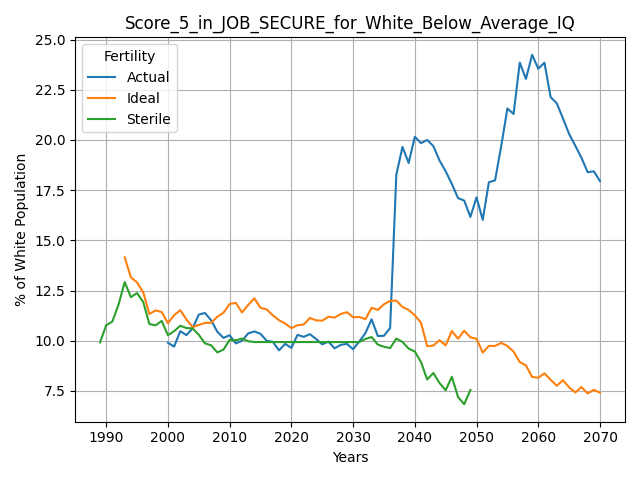 Score_5_in_JOB_SECURE_for_White_Below_Average_IQ
Fertility
Actual
Ideal
Sterile
% of White Population
25.0
22.5
20.0
17.5
15.0
12.5
10.0
7.5
1990 2000 2010 2020 2030 2040 2050 2060 2070
Years